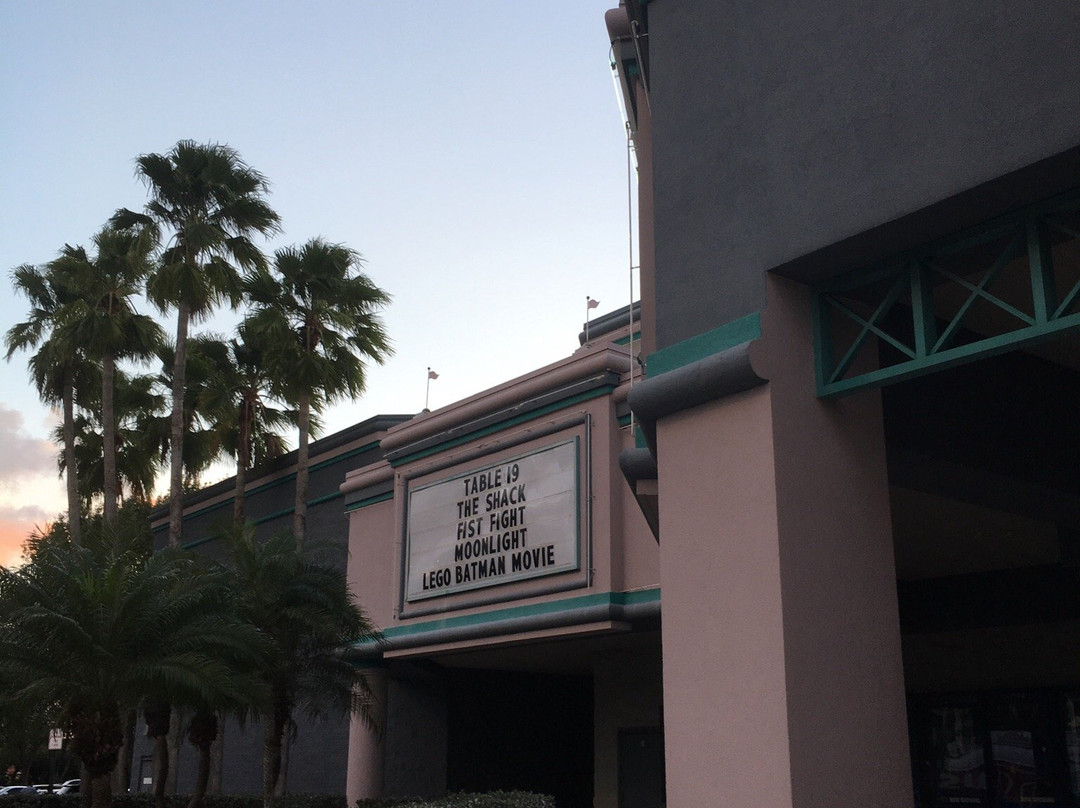 TABLE 19
THE SHACK
FIST FIGHT
MOONLIGHT
LEGO BATMAN MOVIE